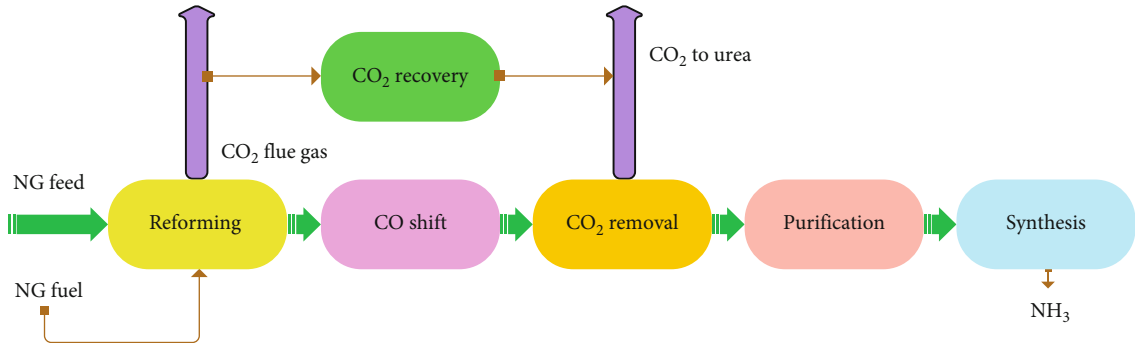 CO₂ recovery
CO₂ to urea
CO₂ flue gas
NG feed
Reforming
CO shift
CO₂ removal
Purification
Synthesis
NG fuel
NH₃